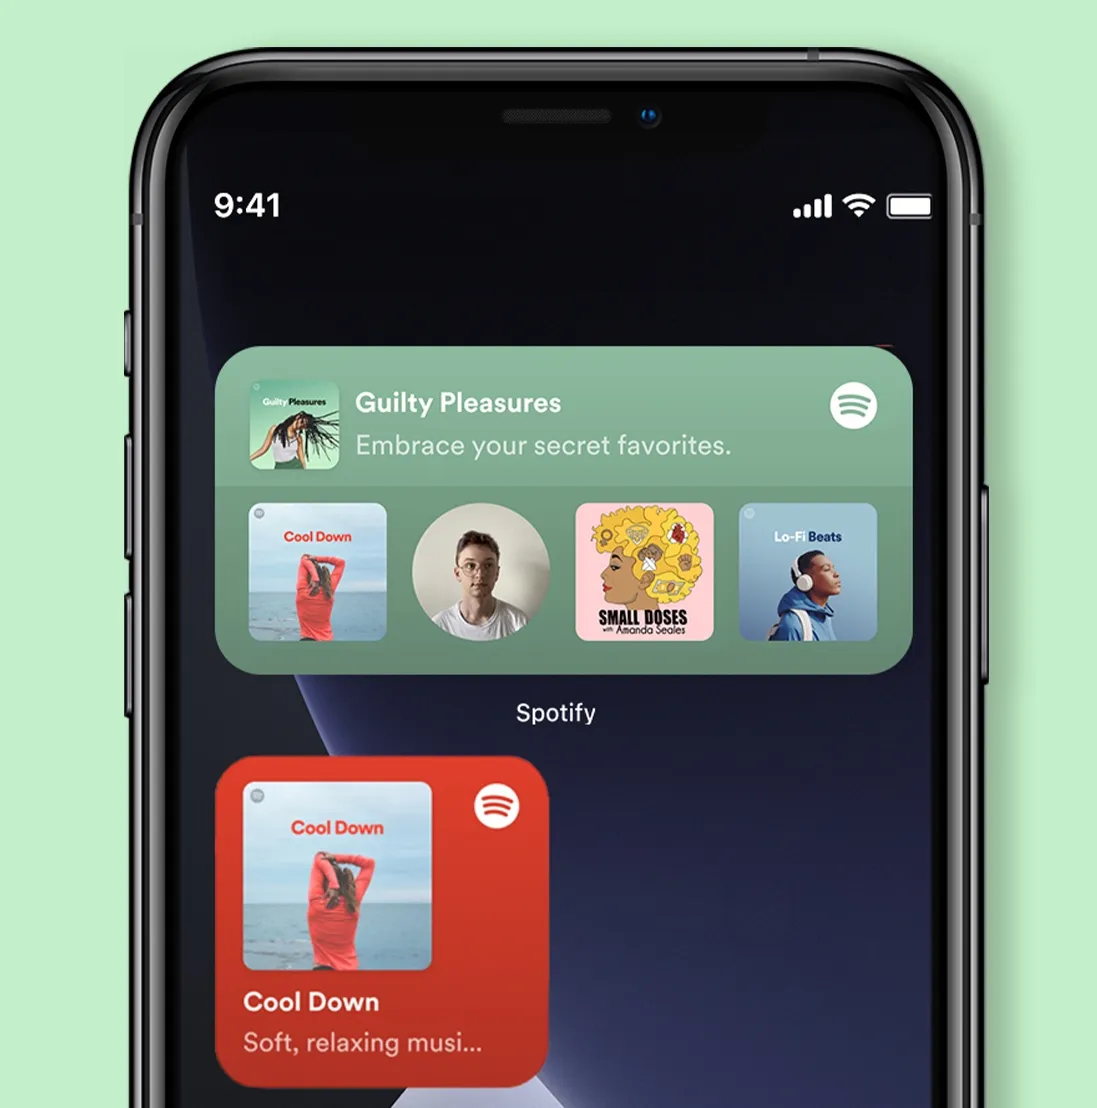 9:41
Guilty Pleasures
Guilty Pleasures
Embrace your secret favorites.
Cool Down
SMALL DOSES
with Amanda Seales
Lo-Fi Beats
Spotify
Cool Down
Cool Down
Soft, relaxing musi...